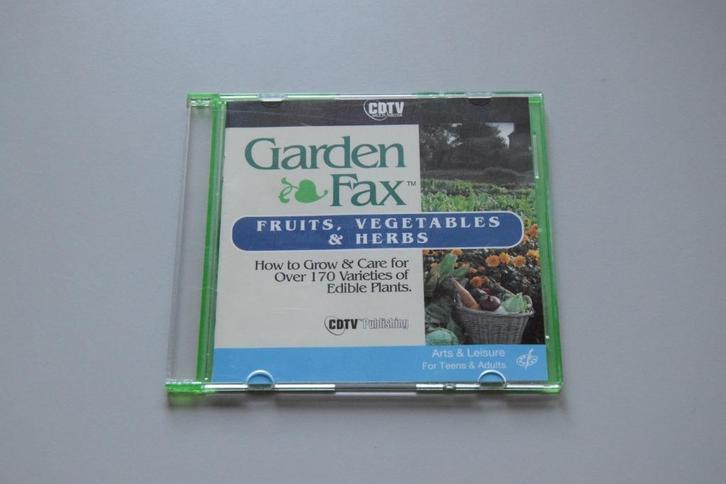 CDTV
Garden
Fax™
FRUITS, VEGETABLES
& HERBS
How to Grow & Care for
Over 170 Varieties of
Edible Plants.
CDTV™ Publishing
Arts & Leisure
For Teens & Adults